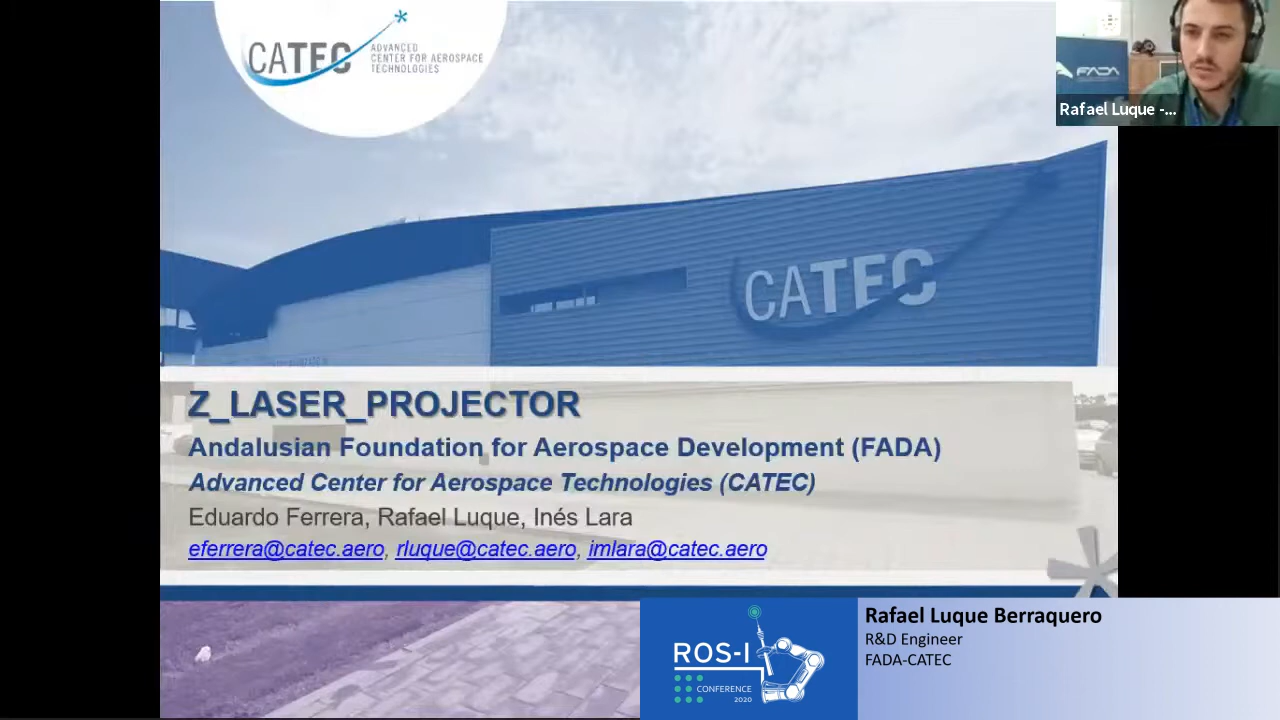 CATEC
ADVANCED
CENTER FOR AEROSPACE
TECHNOLOGIES
FADA
Rafael Luque -...
CATEC
Z_LASER_PROJECTOR
Andalusian Foundation for Aerospace Development (FADA)
Advanced Center for Aerospace Technologies (CATEC)
Eduardo Ferrera, Rafael Luque, Inés Lara
eferrera@catec.aero, rluque@catec.aero, imlara@catec.aero
ROS-I
CONFERENCE
2020
Rafael Luque Berraquero
R&D Engineer
FADA-CATEC